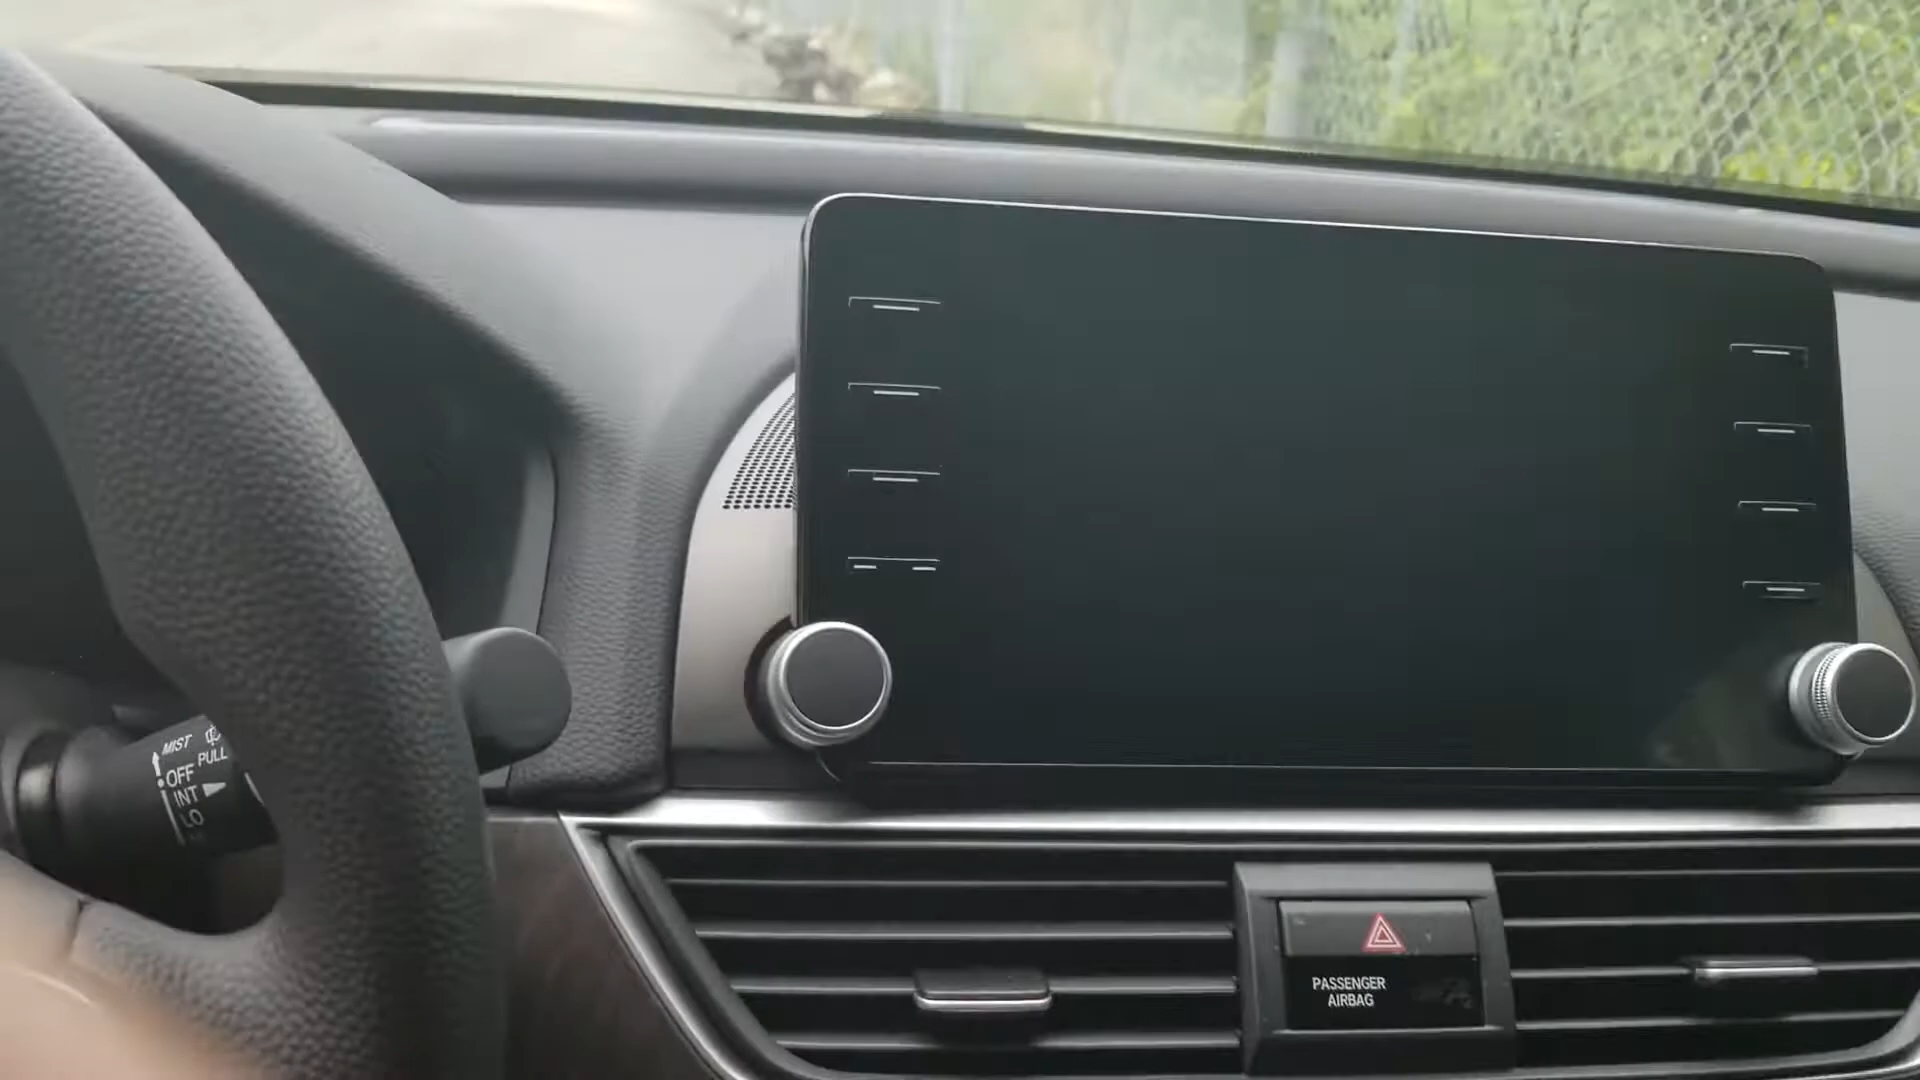 MIST
PULL
OFF
INT
LO
PASSENGER
AIRBAG